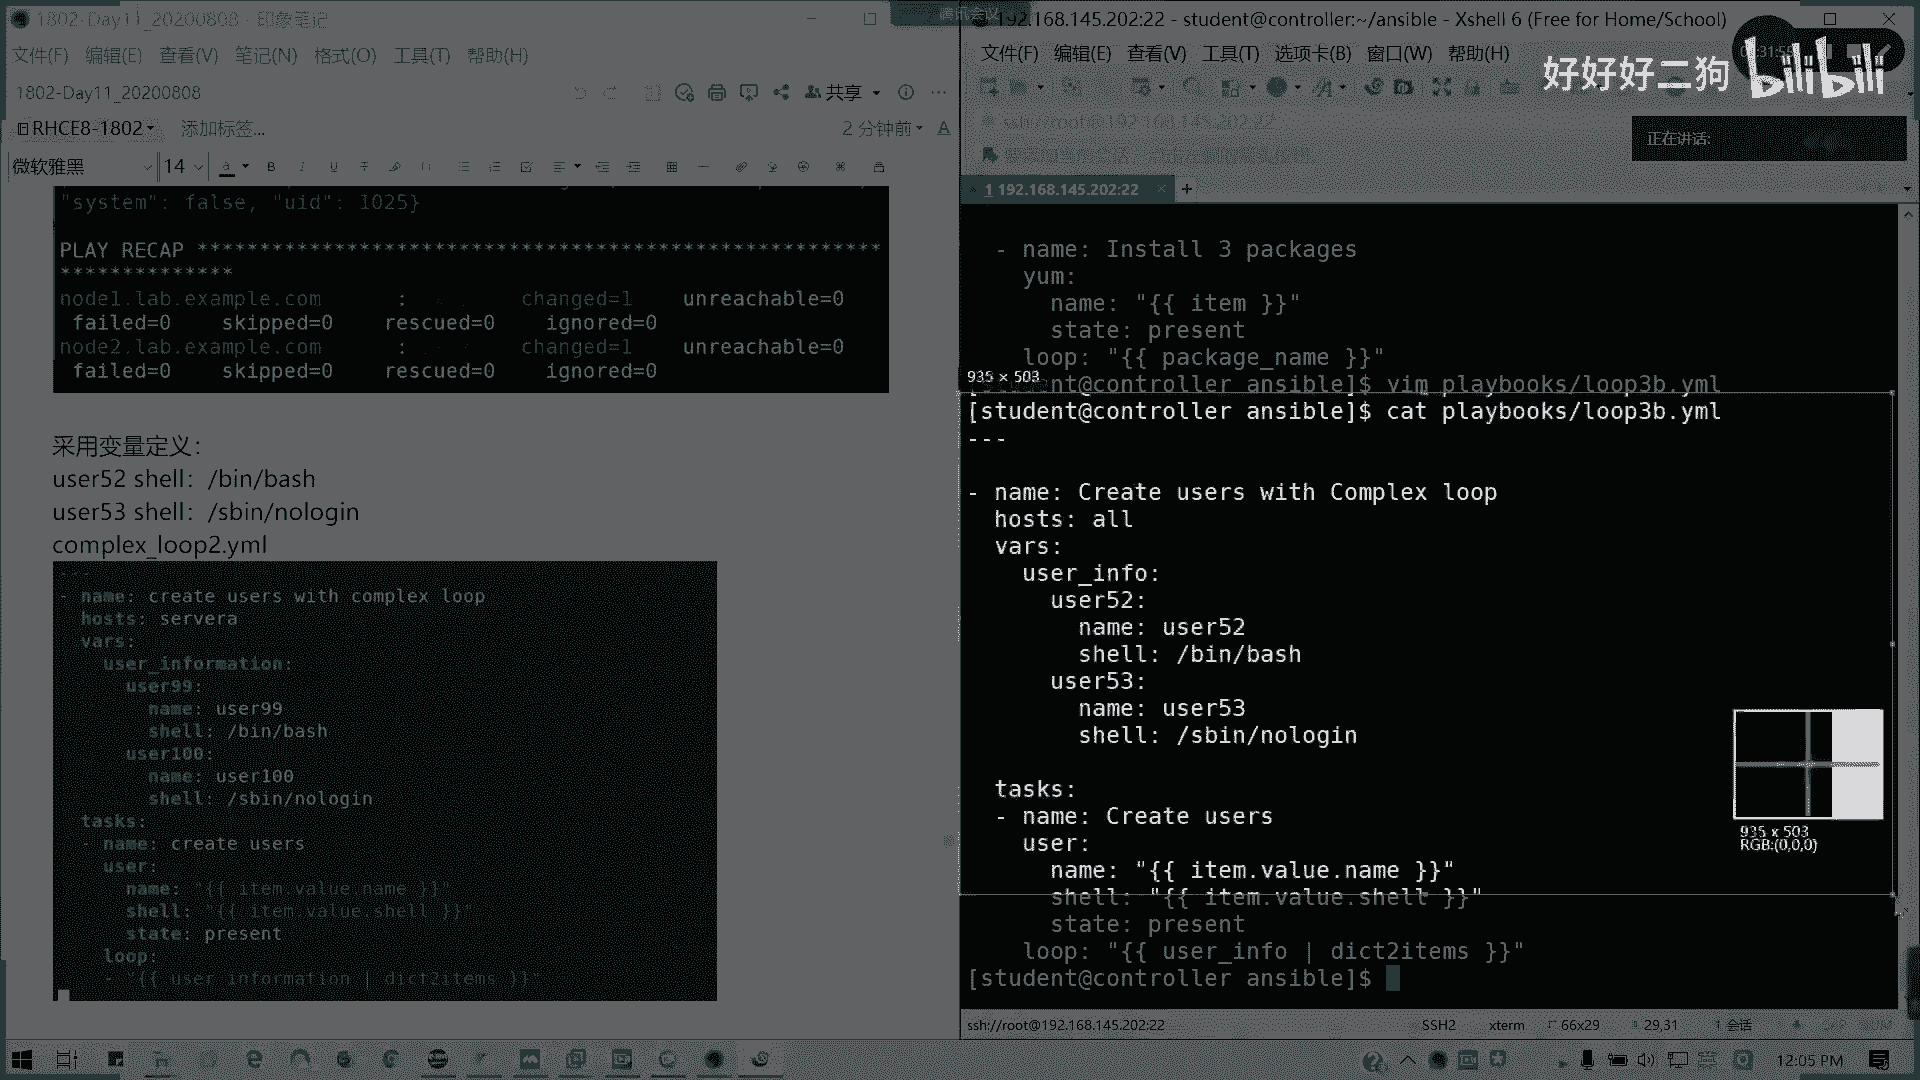 1802-Day11_20200808 - 印象笔记
文件(F) 编辑(E) 查看(V) 笔记(N) 格式(O) 工具(T) 帮助(H)
1802-Day11_20200808
共享
RHCE8-1802
添加标签...
2 分钟前
微软雅黑
14
"system": false, "uid": 1025}
PLAY RECAP *******************************************************
**************
node1.lab.example.com : changed=1 unreachable=0
failed=0 skipped=0 rescued=0 ignored=0
node2.lab.example.com : changed=1 unreachable=0
failed=0 skipped=0 rescued=0 ignored=0
采用变量定义：
user52 shell：/bin/bash
user53 shell：/sbin/nologin
complex_loop2.yml
---
- name: create users with complex loop
hosts: servera
vars:
user_information:
user99:
name: user99
shell: /bin/bash
user100:
name: user100
shell: /sbin/nologin
tasks:
- name: create users
user:
name: "{{ item.value.name }}"
shell: "{{ item.value.shell }}"
state: present
loop:
- "{{ user_information | dict2items }}"
腾讯会议
192.168.145.202:22 - student@controller:~/ansible - Xshell 6 (Free for Home/School)
文件(F) 编辑(E) 查看(V) 工具(T) 选项卡(B) 窗口(W) 帮助(H)
好好好二狗 bilibili
ssh://root@192.168.145.202:22
正在讲话:
1 192.168.145.202:22
- name: Install 3 packages
yum:
name: "{{ item }}"
state: present
loop: "{{ package_name }}"
935 × 503
nt@controller ansible]$ vim playbooks/loop3b.yml
[student@controller ansible]$ cat playbooks/loop3b.yml
---
- name: Create users with Complex loop
hosts: all
vars:
user_info:
user52:
name: user52
shell: /bin/bash
user53:
name: user53
shell: /sbin/nologin
tasks:
- name: Create users
user:
name: "{{ item.value.name }}"
shell: "{{ item.value.shell }}"
state: present
loop: "{{ user_info | dict2items }}"
[student@controller ansible]$
935 x 503
RGB:(0,0,0)
ssh://root@192.168.145.202:22
SSH2
xterm
66x29
29,31
1 会话
12:05 PM